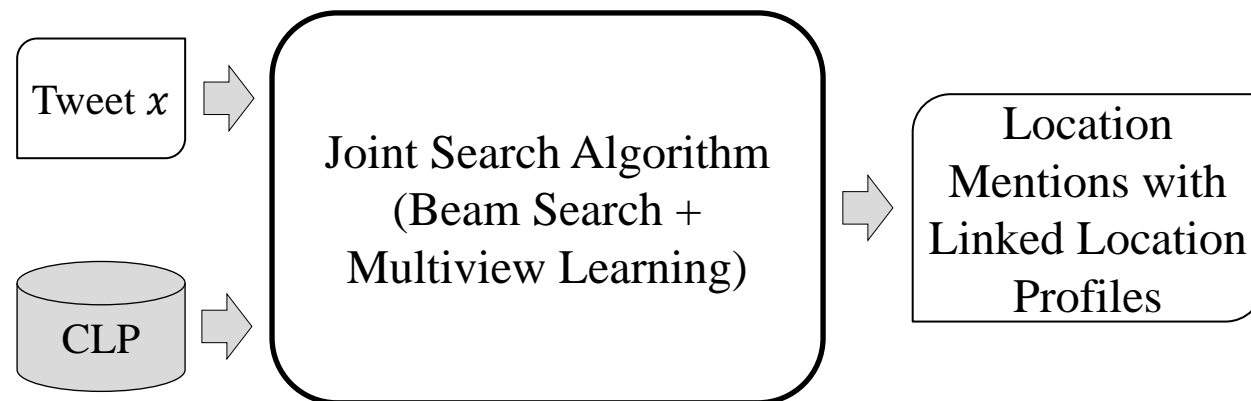 Tweet x
CLP
Joint Search Algorithm
(Beam Search +
Multiview Learning)
Location
Mentions with
Linked Location
Profiles